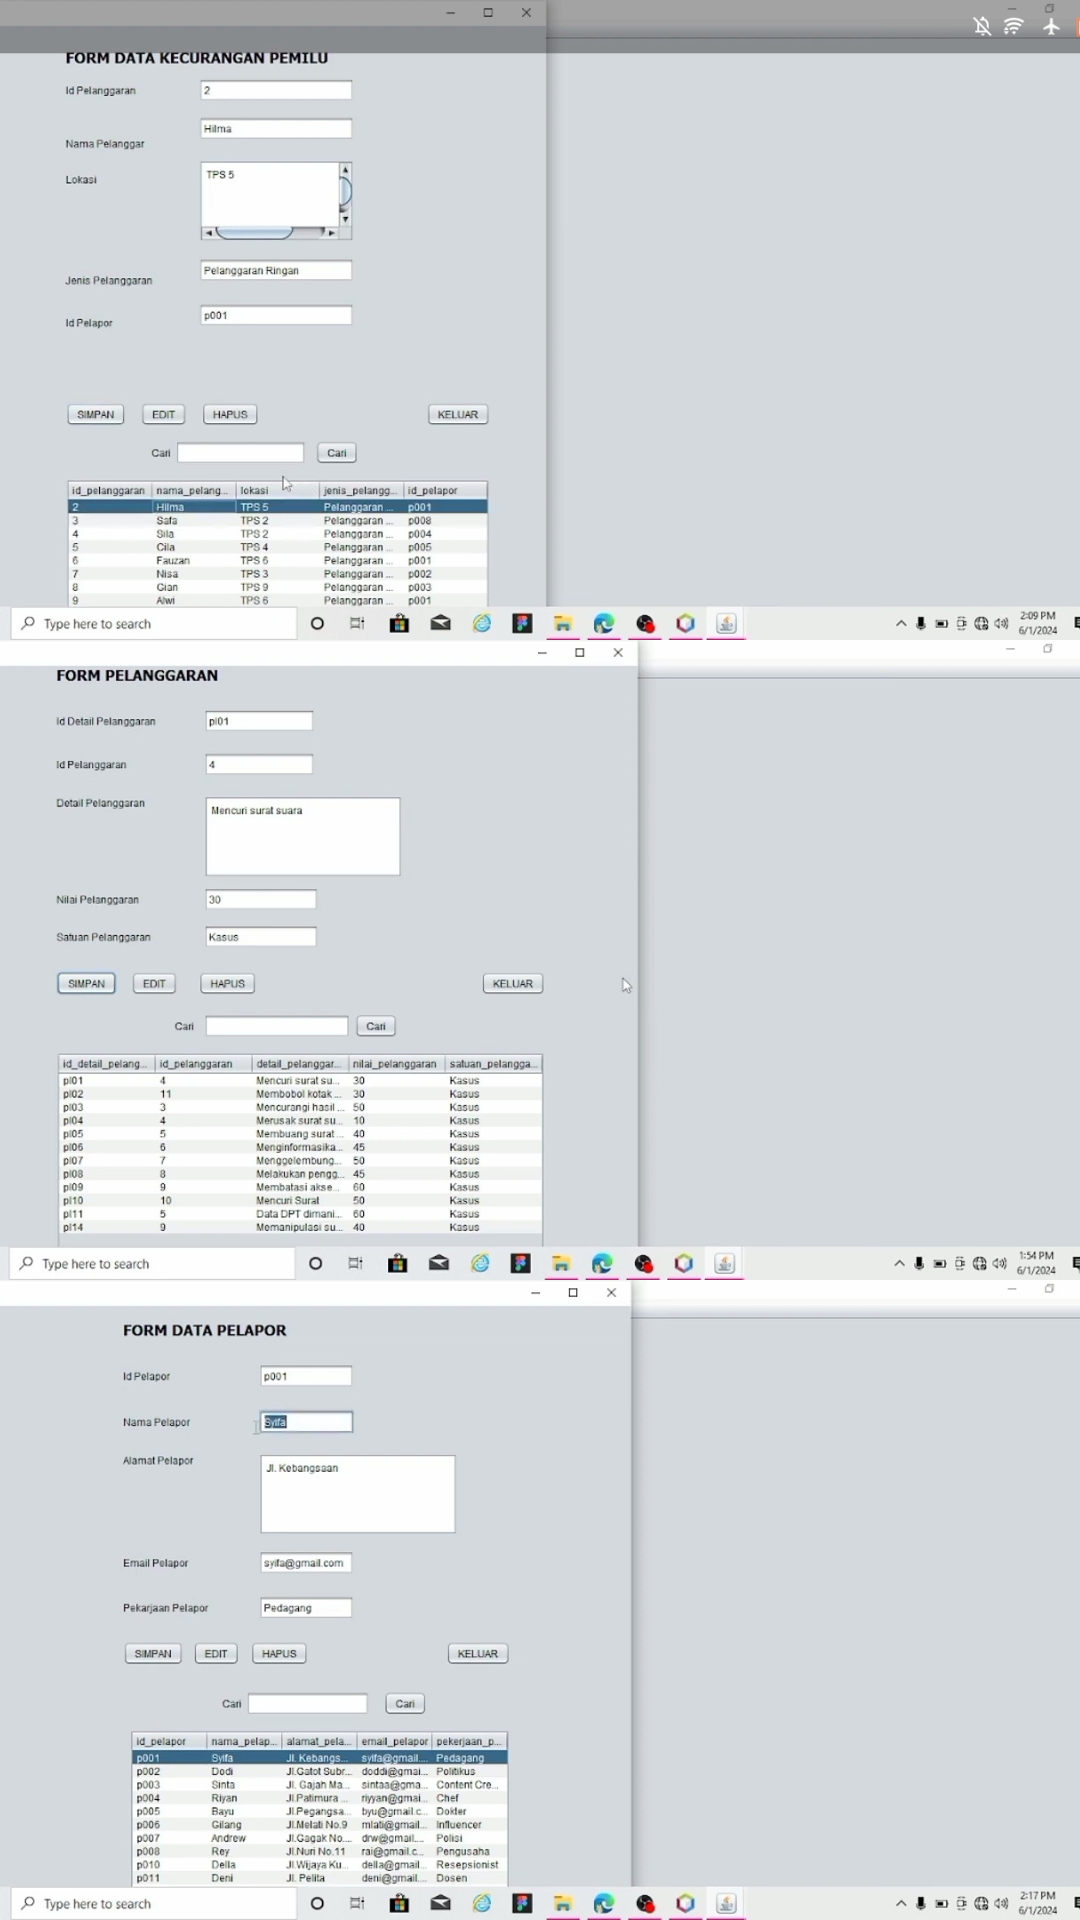 FORM DATA KECURANGAN PEMILU
Id Pelanggaran 2
Nama Pelanggar Hilma
Lokasi TPS 5
Jenis Pelanggaran Pelanggaran Ringan
Id Pelapor p001
SIMPAN EDIT HAPUS KELUAR
Cari Cari
id_pelanggaran nama_pelang... lokasi jenis_pelangg... id_pelapor
2 Hilma TPS 5 Pelanggaran ... p001
3 Safa TPS 2 Pelanggaran ... p008
4 Sila TPS 2 Pelanggaran ... p004
5 Cila TPS 4 Pelanggaran ... p005
6 Fauzan TPS 6 Pelanggaran ... p001
7 Nisa TPS 3 Pelanggaran ... p002
8 Gian TPS 9 Pelanggaran ... p003
9 Alwi TPS 6 Pelanggaran ... p001
Type here to search 2:09 PM
6/1/2024
FORM PELANGGARAN
Id Detail Pelanggaran pl01
Id Pelanggaran 4
Detail Pelanggaran Mencuri surat suara
Nilai Pelanggaran 30
Satuan Pelanggaran Kasus
SIMPAN EDIT HAPUS KELUAR
Cari Cari
id_detail_pelang... id_pelanggaran detail_pelanggar... nilai_pelanggaran satuan_pelangga...
pl01 4 Mencuri surat su... 30 Kasus
pl02 11 Membobol kotak ... 30 Kasus
pl03 3 Mencurangi hasil ... 50 Kasus
pl04 4 Merusak surat su... 10 Kasus
pl05 5 Membuang surat ... 40 Kasus
pl06 6 Menginformasika... 45 Kasus
pl07 7 Menggelembung... 50 Kasus
pl08 8 Melakukan pengg... 45 Kasus
pl09 9 Membatasi akse... 60 Kasus
pl10 10 Mencuri Surat 50 Kasus
pl11 5 Data DPT dimani... 60 Kasus
pl14 9 Memanipulasi su... 40 Kasus
Type here to search 1:54 PM
6/1/2024
FORM DATA PELAPOR
Id Pelapor p001
Nama Pelapor Syifa
Alamat Pelapor Jl. Kebangsaan
Email Pelapor syifa@gmail.com
Pekarjaan Pelapor Pedagang
SIMPAN EDIT HAPUS KELUAR
Cari Cari
id_pelapor nama_pelap... alamat_pela... email_pelapor pekerjaan_p...
p001 Syifa Jl. Kebangs... syifa@gmail... Pedagang
p002 Dodi Jl.Gatot Subr... doddi@gmai... Politikus
p003 Sinta Jl. Gajah Ma... sintaa@gma... Content Cre...
p004 Riyan Jl.Patimura ... riyyan@gmai... Chef
p005 Bayu Jl.Pegangsa... byu@gmail.c... Dokter
p006 Gilang Jl.Melati No.9 mlati@gmail... Influencer
p007 Andrew Jl.Gagak No.... drw@gmail.... Polisi
p008 Rey Jl.Nuri No.11 rai@gmail.c... Pengusaha
p010 Della Jl.Wijaya Ku... della@gmail... Resepsionist
p011 Deni Jl. Pelita deni@gmail.... Dosen
Type here to search 2:17 PM
6/1/2024